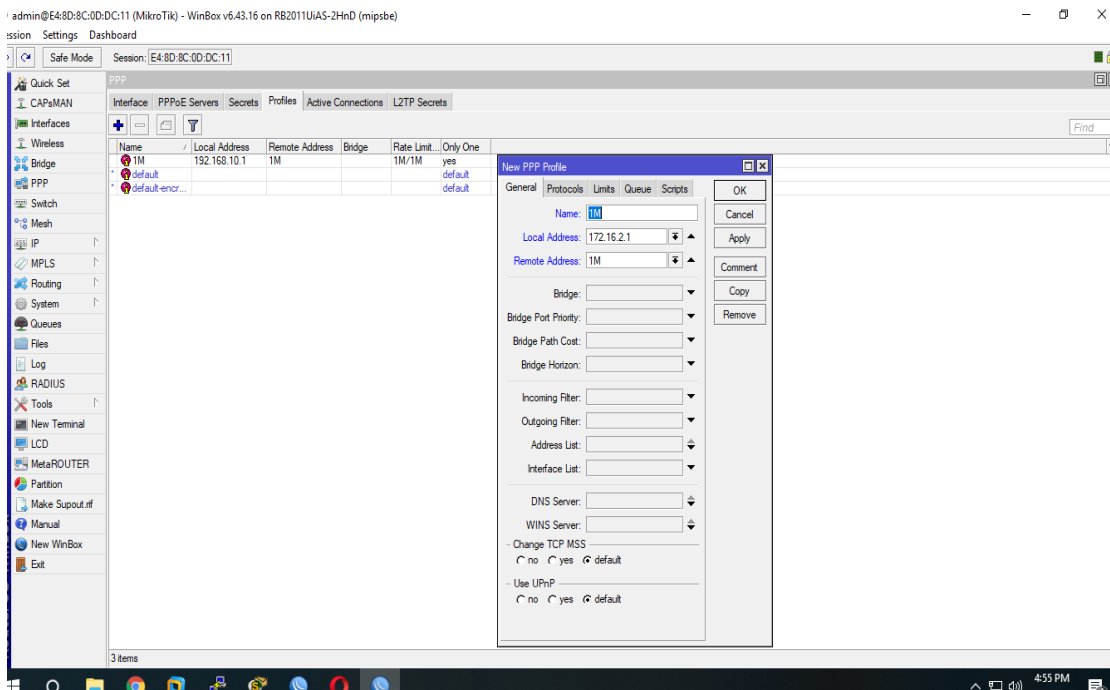 admin@E4:8D:8C:0D:DC:11 (MikroTik) - WinBox v6.43.16 on RB2011UiAS-2HnD (mipsbe)
ession Settings Dashboard
Safe Mode Session: E4:8D:8C:0D:DC:11
Quick Set
CAPsMAN
Interfaces
Wireless
Bridge
PPP
Switch
Mesh
IP
MPLS
Routing
System
Queues
Files
Log
RADIUS
Tools
New Terminal
LCD
MetaROUTER
Partition
Make Supout.rif
Manual
New WinBox
Exit
PPP
Interface PPPoE Servers Secrets Profiles Active Connections L2TP Secrets
Find
Name Local Address Remote Address Bridge Rate Limit... Only One
1M 192.168.10.1 1M 1M/1M yes
* default default
* default-encr... default
New PPP Profile
General Protocols Limits Queue Scripts
Name: 1M
Local Address: 172.16.2.1
Remote Address: 1M
Bridge:
Bridge Port Priority:
Bridge Path Cost:
Bridge Horizon:
Incoming Filter:
Outgoing Filter:
Address List:
Interface List:
DNS Server:
WINS Server:
Change TCP MSS
no yes default
Use UPnP
no yes default
OK
Cancel
Apply
Comment
Copy
Remove
3 items
4:55 PM